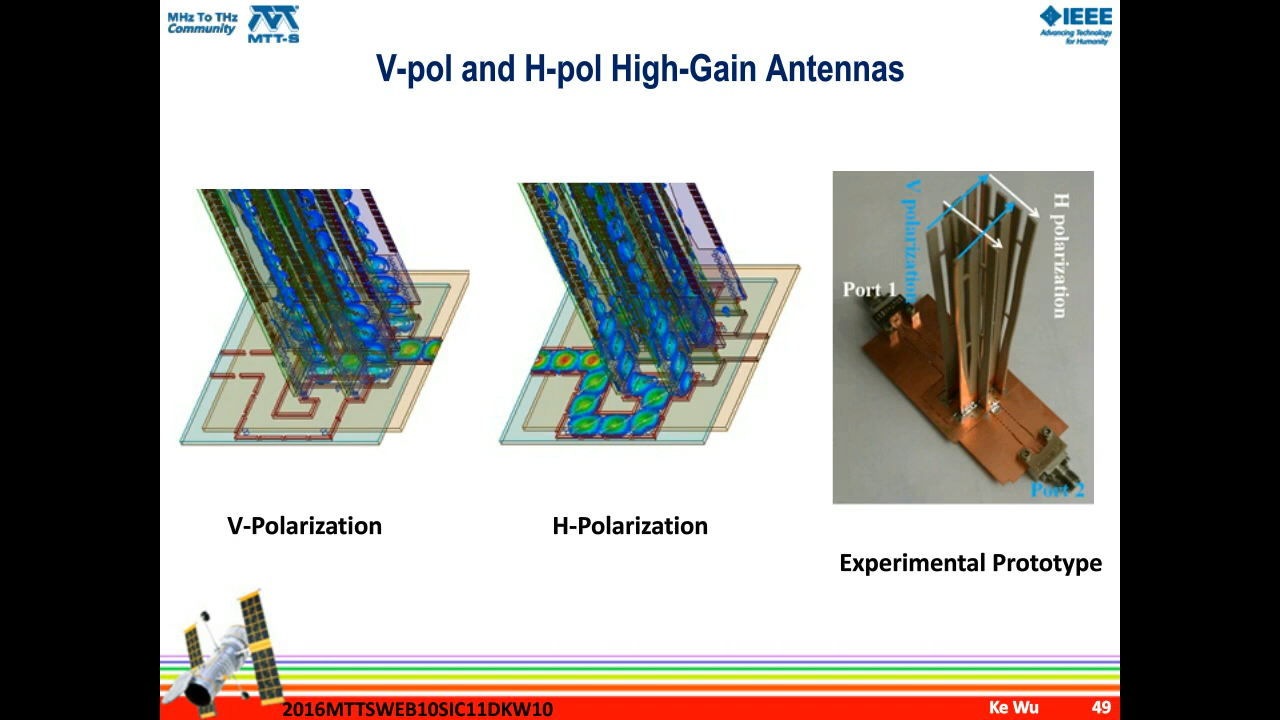 MHz To THz
Community
MTT-S
IEEE
Advancing Technology
for Humanity
V-pol and H-pol High-Gain Antennas
V polarization
H polarization
Port 1
Port 2
V-Polarization
H-Polarization
Experimental Prototype
2016MTTSWEB10SIC11DKW10
Ke Wu
49